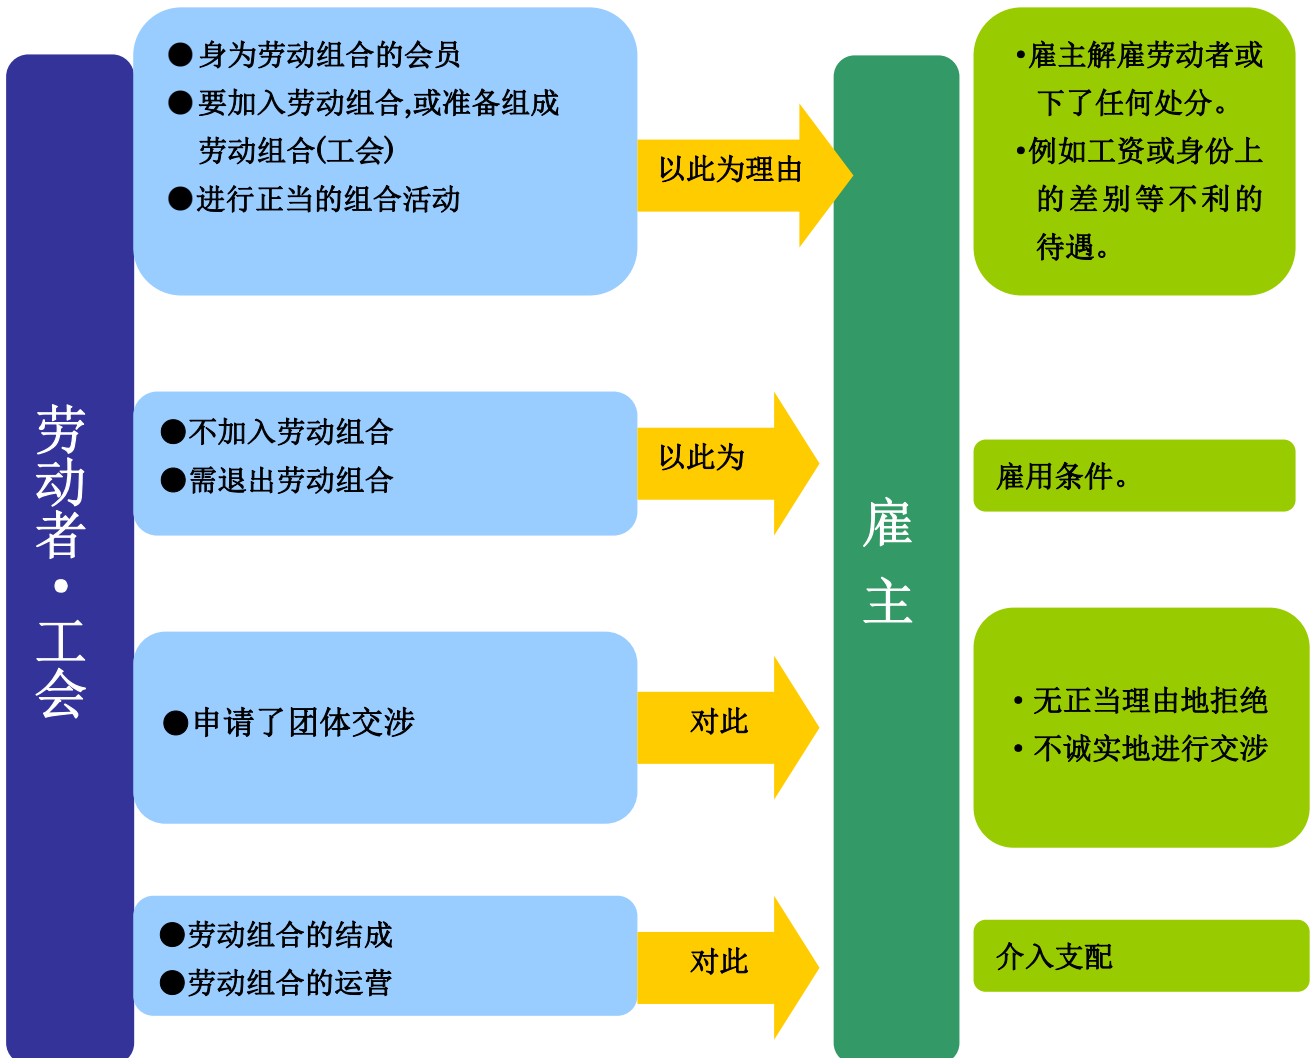 劳动者・工会
●身为劳动组合的会员
●要加入劳动组合,或准备组成
劳动组合(工会)
●进行正当的组合活动
以此为理由
雇主
・雇主解雇劳动者或
下了任何处分。
・例如工资或身份上
的差别等不利的
待遇。
●不加入劳动组合
●需退出劳动组合
以此为
雇用条件。
●申请了团体交涉
对此
・无正当理由地拒绝
・不诚实地进行交涉
●劳动组合的结成
●劳动组合的运营
对此
介入支配